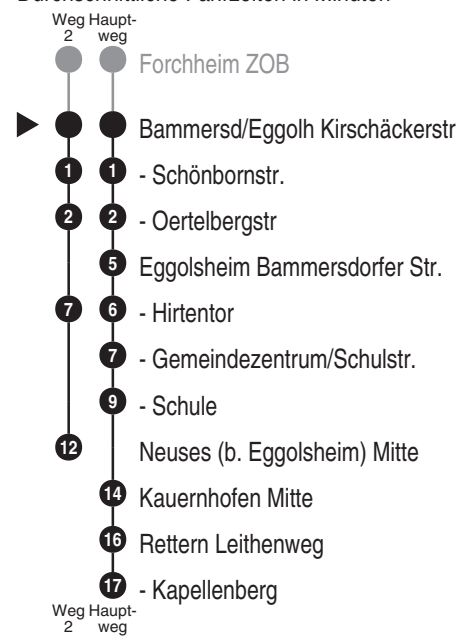 Durchschnittliche Fahrzeiten in Minuten
Weg Haupt-
2 weg
Forchheim ZOB
Bammersd/Eggolh Kirschäckerstr
1 1 - Schönbornstr.
2 2 - Oertelbergstr
5 Eggolsheim Bammersdorfer Str.
7 6 - Hirtentor
7 - Gemeindezentrum/Schulstr.
9 - Schule
12 Neuses (b. Eggolsheim) Mitte
14 Kauernhofen Mitte
16 Rettern Leithenweg
17 - Kapellenberg
Weg Haupt-
2 weg